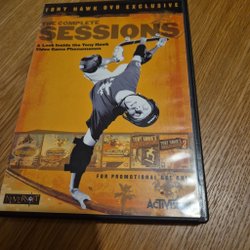 TONY HAWK DVD EXCLUSIVE
THE COMPLETE
SESSIONS
A Look Inside the Tony Hawk
Video Game Phenomenon
FOR PROMOTIONAL USE ONLY
NEVERSOFT